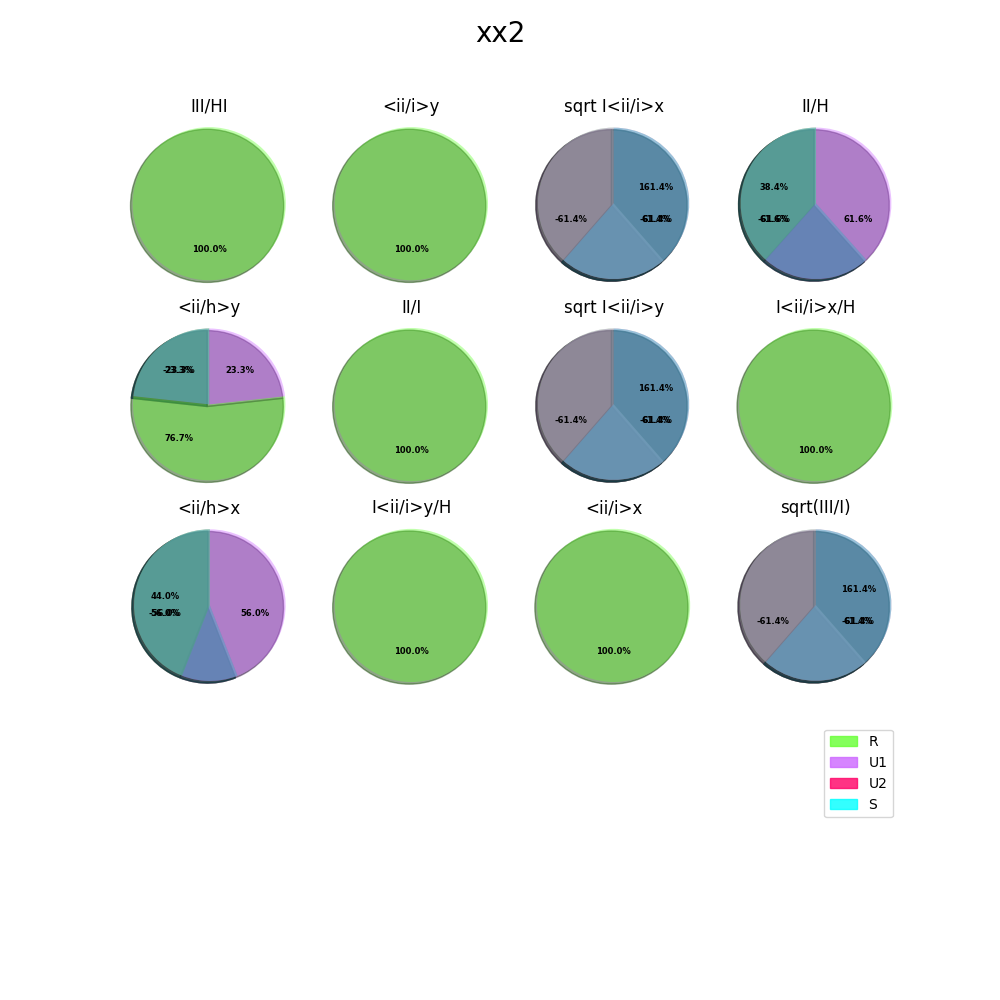 xx2
III/HI
<ii/i>y
sqrt I<ii/i>x
II/H
100.0%
100.0%
161.4%
-61.4%
38.4%
61.6%
<ii/h>y
II/I
sqrt I<ii/i>y
I<ii/i>x/H
23.3%
76.7%
100.0%
161.4%
-61.4%
100.0%
<ii/h>x
I<ii/i>y/H
<ii/i>x
sqrt(III/I)
44.0%
56.0%
100.0%
100.0%
161.4%
-61.4%
R
U1
U2
S